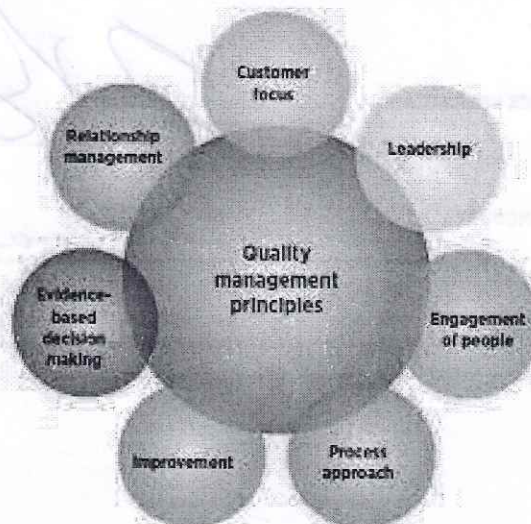 Customer
focus
Leadership
Engagement
of people
Process
approach
Improvement
Evidence-
based
decision
making
Relationship
management
Quality
management
principles